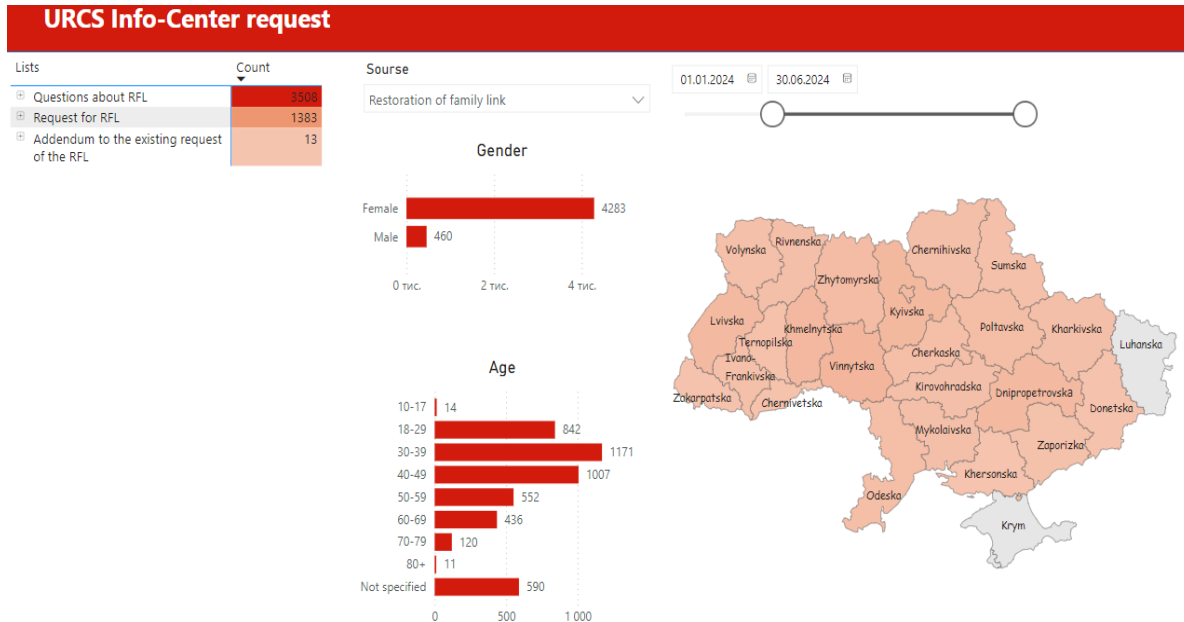 URCS Info-Center request
Lists Count
Questions about RFL 3508
Request for RFL 1383
Addendum to the existing request 13
of the RFL
Sourse
Restoration of family link
01.01.2024 30.06.2024
Gender
Female 4283
Male 460
0 тис. 2 тис. 4 тис.
Age
10-17 14
18-29 842
30-39 1171
40-49 1007
50-59 552
60-69 436
70-79 120
80+ 11
Not specified 590
0 500 1 000
Volynska
Rivnenska
Zhytomyrska
Chernihivska
Sumska
Kyivska
Lvivska
Ternopilska
Khmelnytska
Ivano-
Frankivska
Vinnytska
Cherkaska
Poltavska
Kharkivska
Luhanska
Zakarpatska
Chernivetska
Kirovohradska
Dnipropetrovska
Donetska
Mykolaivska
Zaporizka
Khersonska
Odeska
Krym